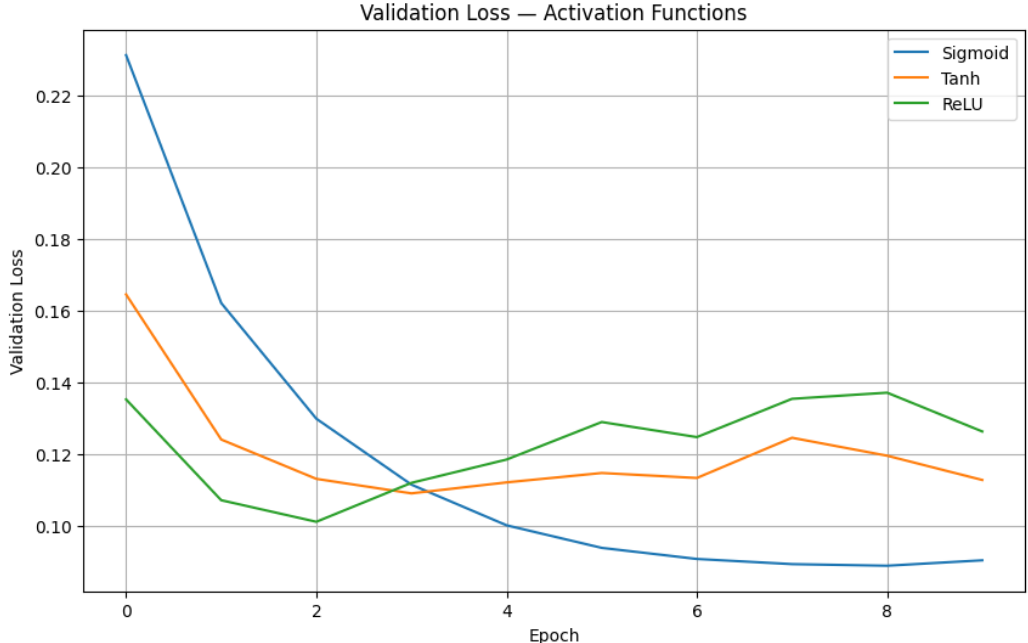 Validation Loss — Activation Functions
Sigmoid
Tanh
ReLU
Validation Loss
0.22
0.20
0.18
0.16
0.14
0.12
0.10
0
2
4
6
8
Epoch